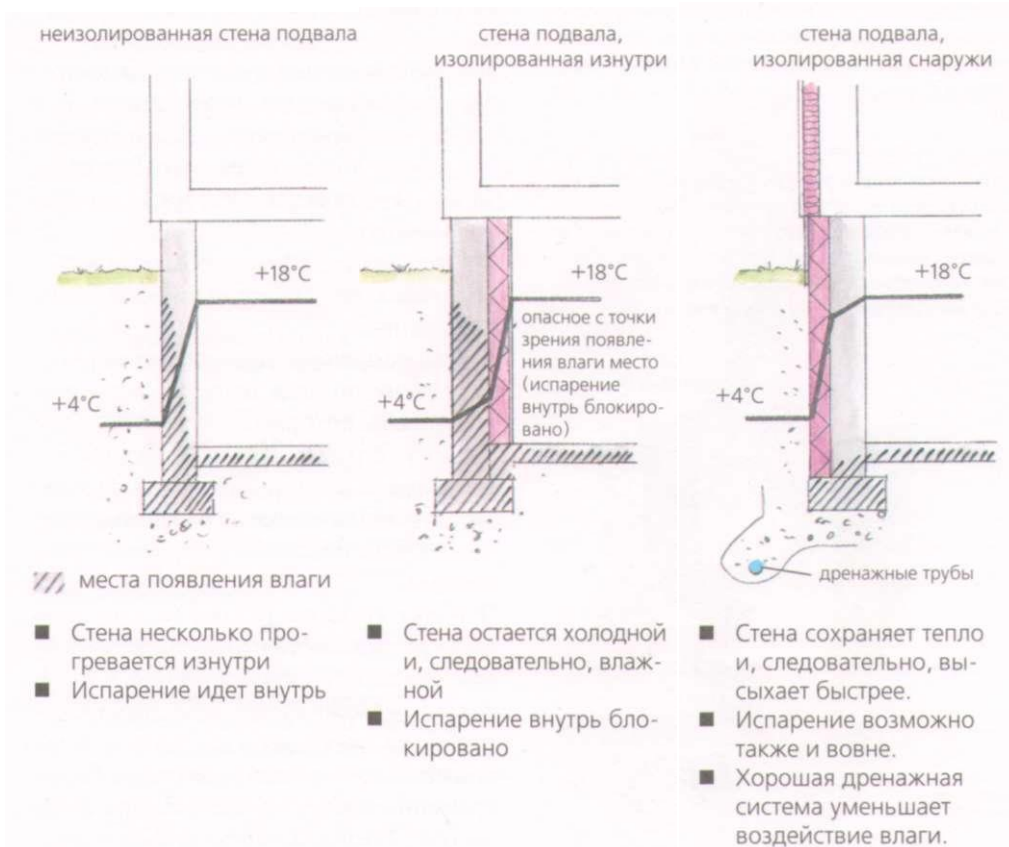 неизолированная стена подвала
стена подвала,
изолированная изнутри
стена подвала,
изолированная снаружи
+18°C
+4°C
+18°C
+4°C
опасное с точки
зрения появле-
ния влаги место
(испарение
внутрь блокиро-
вано)
+18°C
+4°C
дренажные трубы
места появления влаги
■ Стена несколько про-
гревается изнутри
■ Испарение идет внутрь
■ Стена остается холодной
и, следовательно, влаж-
ной
■ Испарение внутрь бло-
кировано
■ Стена сохраняет тепло
и, следовательно, вы-
сыхает быстрее.
■ Испарение возможно
также и вовне.
■ Хорошая дренажная
система уменьшает
воздействие влаги.